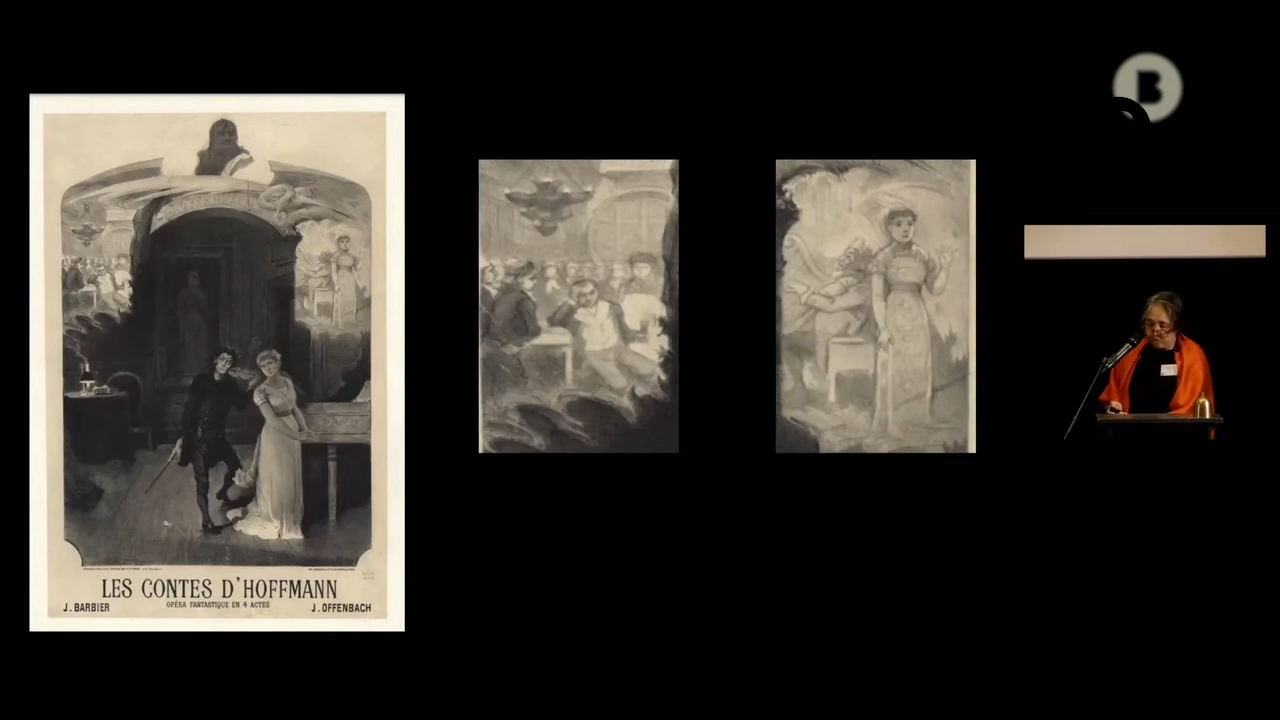 B
LES CONTES D'HOFFMANN
J. BARBIER
OPÉRA FANTASTIQUE EN 4 ACTES
J. OFFENBACH